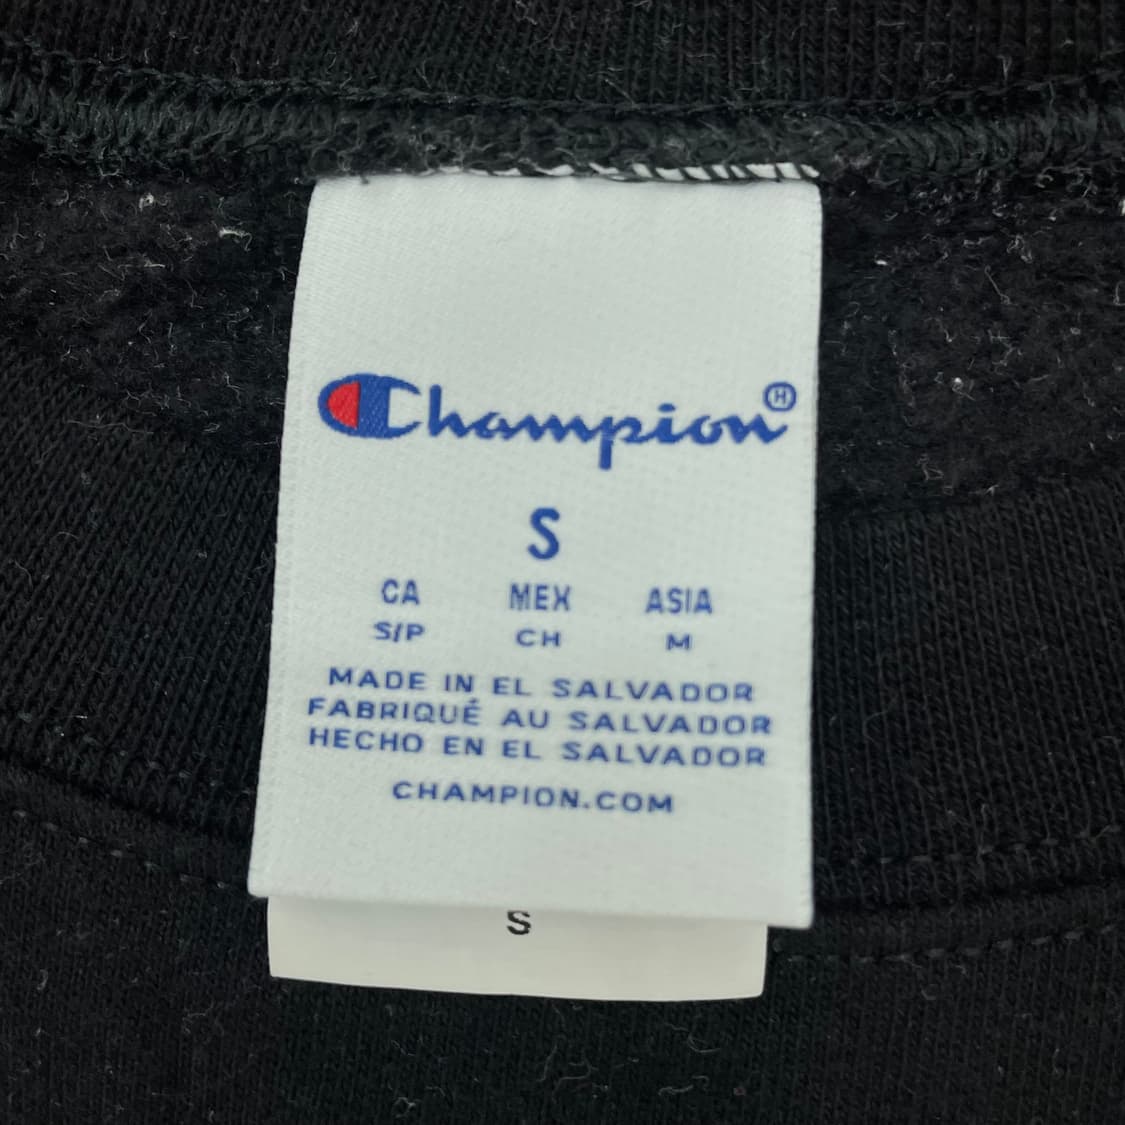 Champion®
S
CA MEX ASIA
S/P CH M
MADE IN EL SALVADOR
FABRIQUÉ AU SALVADOR
HECHO EN EL SALVADOR
CHAMPION.COM
S